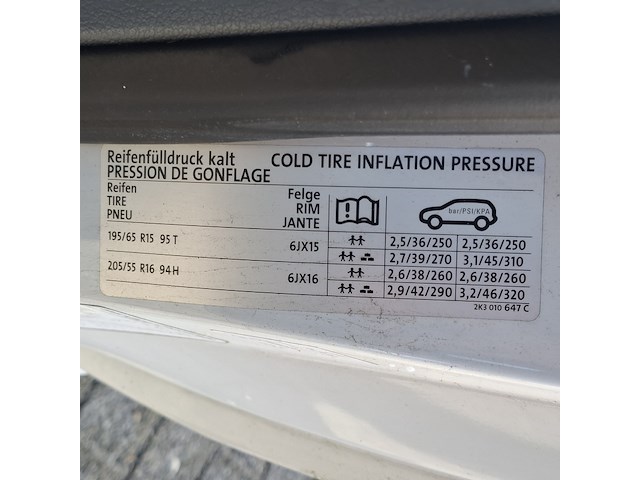 Reifenfülldruck kalt COLD TIRE INFLATION PRESSURE
PRESSION DE GONFLAGE
Reifen Felge
TIRE RIM bar/PSI/KPA
PNEU JANTE
195/65 R15 95 T 6JX15 2,5/36/250 2,5/36/250
2,7/39/270 3,1/45/310
205/55 R16 94 H 6JX16 2,6/38/260 2,6/38/260
2,9/42/290 3,2/46/320
2K3 010 647 C